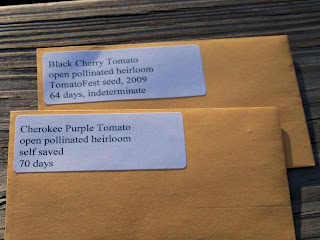 Black Cherry Tomato
open pollinated heirloom
TomatoFest seed, 2009
64 days, indeterminate
Cherokee Purple Tomato
open pollinated heirloom
self saved
70 days